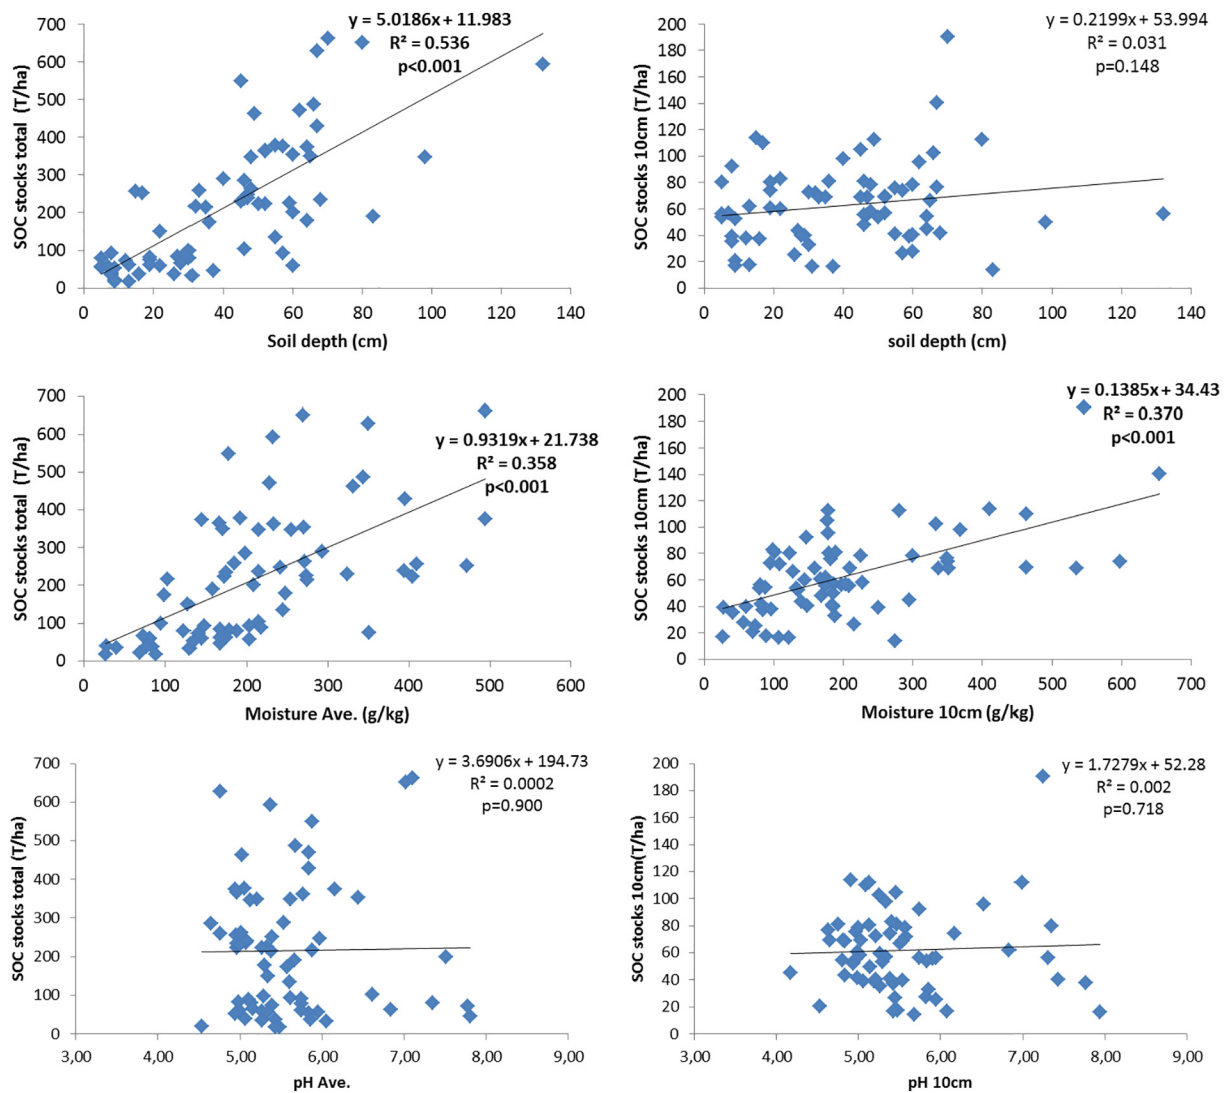 y = 5.0186x + 11.983
R² = 0.536
p<0.001
SOC stocks total (T/ha)
700
600
500
400
300
200
100
0
0 20 40 60 80 100 120 140
Soil depth (cm)
y = 0.2199x + 53.994
R² = 0.031
p=0.148
SOC stocks 10cm (T/ha)
200
180
160
140
120
100
80
60
40
20
0
0 20 40 60 80 100 120 140
soil depth (cm)
y = 0.9319x + 21.738
R² = 0.358
p<0.001
SOC stocks total (T/ha)
700
600
500
400
300
200
100
0
0 100 200 300 400 500 600
Moisture Ave. (g/kg)
y = 0.1385x + 34.43
R² = 0.370
p<0.001
SOC stocks 10cm (T/ha)
200
180
160
140
120
100
80
60
40
20
0
0 100 200 300 400 500 600 700
Moisture 10cm (g/kg)
y = 3.6906x + 194.73
R² = 0.0002
p=0.900
SOC stocks total (T/ha)
700
600
500
400
300
200
100
0
3,00 4,00 5,00 6,00 7,00 8,00 9,00
pH Ave.
y = 1.7279x + 52.28
R² = 0.002
p=0.718
SOC stocks 10cm(T/ha)
200
180
160
140
120
100
80
60
40
20
0
3,00 4,00 5,00 6,00 7,00 8,00 9,00
pH 10cm